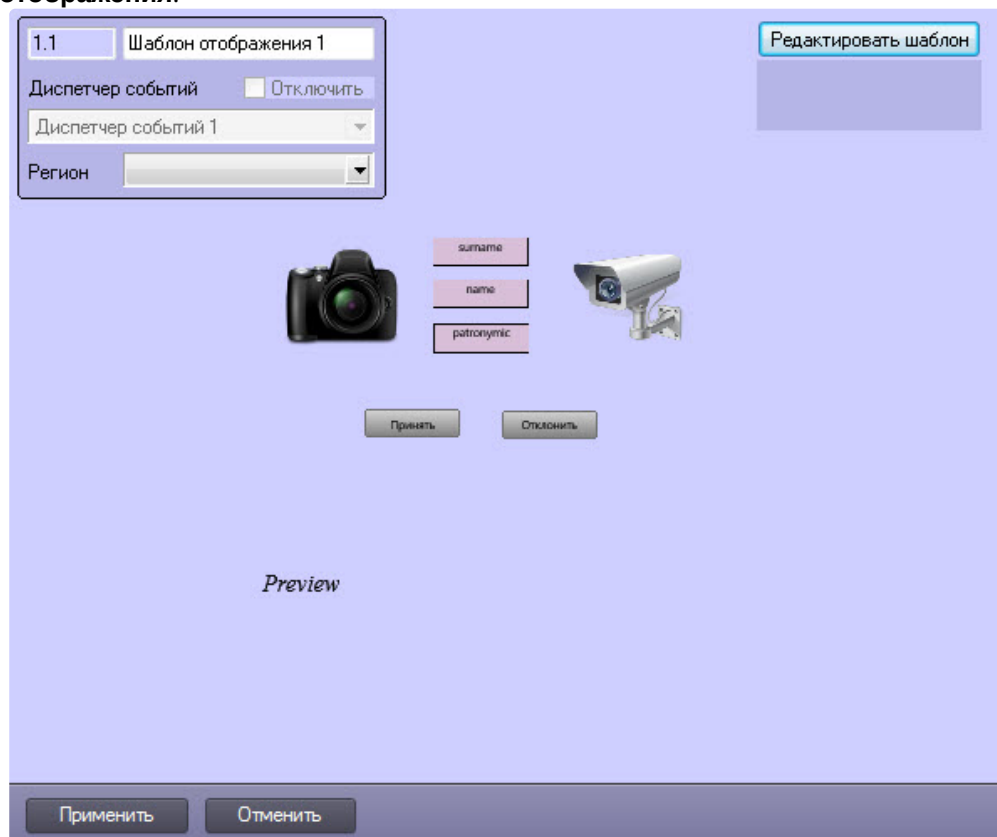 отображения.
1.1 Шаблон отображения 1 Редактировать шаблон
Диспетчер событий Отключить
Диспетчер событий 1
Регион
surname
name
patronymic
Принять Отклонить
Preview
Применить Отменить